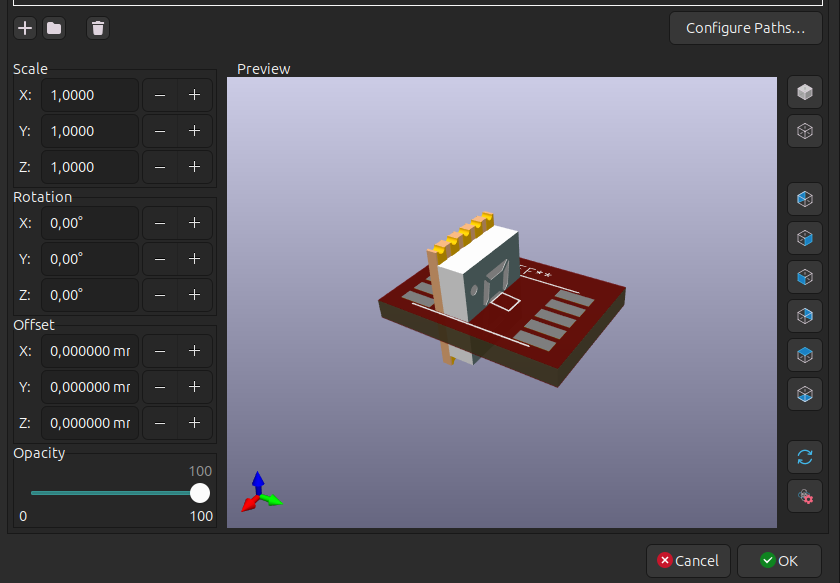 Configure Paths...
Scale
Preview
X: 1,0000
Y: 1,0000
Z: 1,0000
Rotation
X: 0,00°
Y: 0,00°
Z: 0,00°
Offset
X: 0,000000 mr
Y: 0,000000 mr
Z: 0,000000 mr
Opacity
100
0 100
Cancel OK